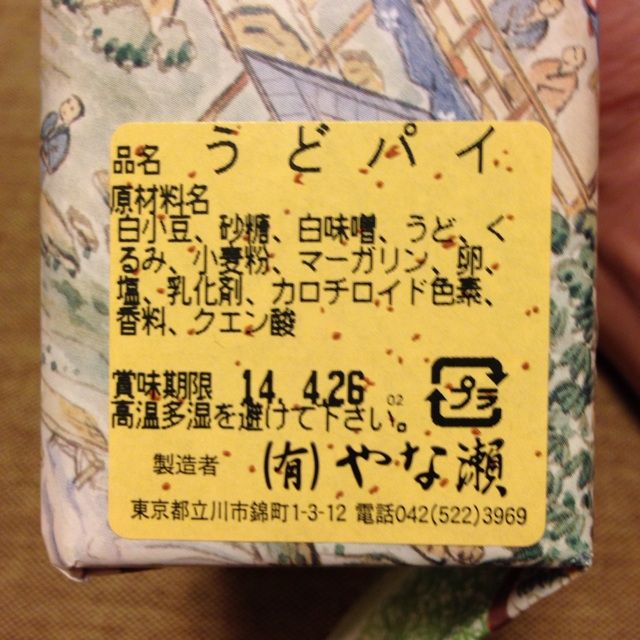 品名 うどパイ
原材料名
白小豆、砂糖、白味噌、うど、く
るみ、小麦粉、マーガリン、卵、
塩、乳化剤、カロチロイド色素、
香料、クエン酸
賞味期限 14. 4.26
02
高温多湿を避けて下さい。
プラ
製造者 (有)やな瀬
東京都立川市錦町1-3-12 電話042(522)3969